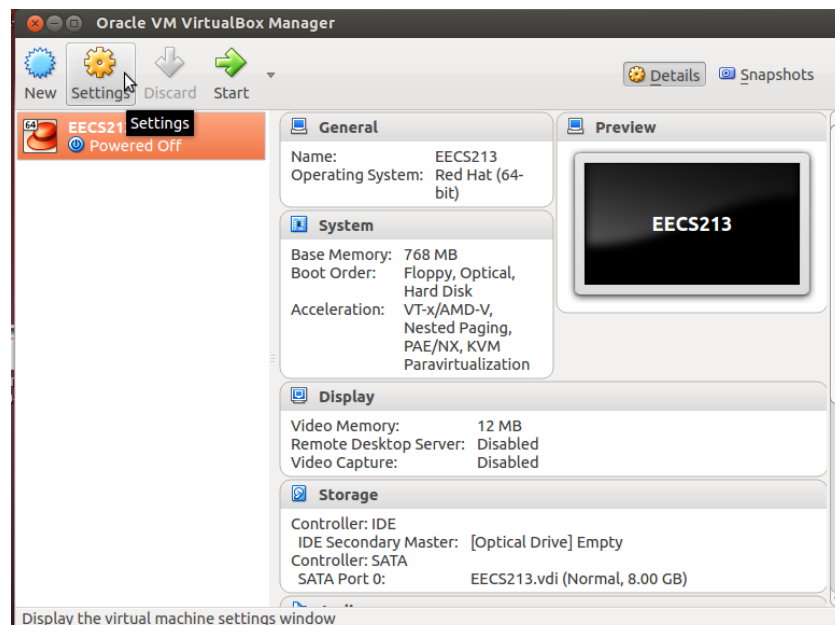 Oracle VM VirtualBox Manager
New Settings Discard Start
Details Snapshots
64
EECS21
Settings
Powered Off
General
Name: EECS213
Operating System: Red Hat (64-
bit)
Preview
EECS213
System
Base Memory: 768 MB
Boot Order: Floppy, Optical,
Hard Disk
Acceleration: VT-x/AMD-V,
Nested Paging,
PAE/NX, KVM
Paravirtualization
Display
Video Memory: 12 MB
Remote Desktop Server: Disabled
Video Capture: Disabled
Storage
Controller: IDE
IDE Secondary Master: [Optical Drive] Empty
Controller: SATA
SATA Port 0: EECS213.vdi (Normal, 8.00 GB)
Display the virtual machine settings window